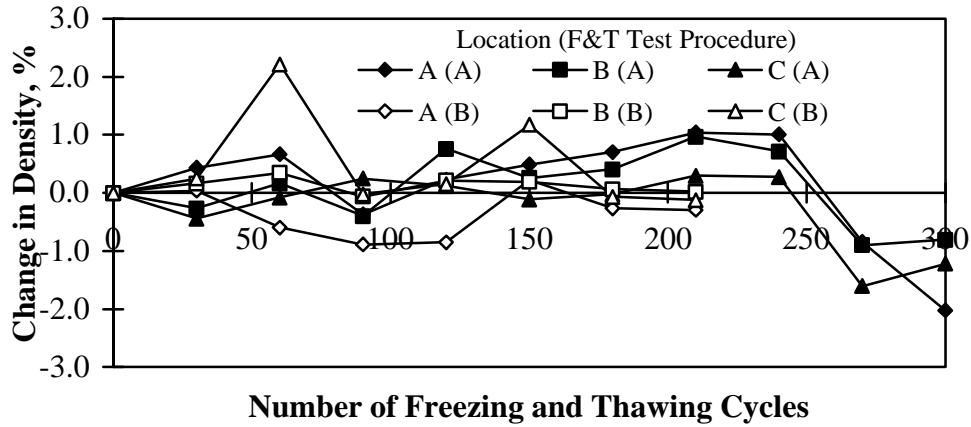 3.0
Location (F&T Test Procedure)
2.0
A (A) B (A) C (A)
A (B) B (B) C (B)
1.0
0.0
0 50 100 150 200 250 300
-1.0
-2.0
-3.0
Change in Density, %
Number of Freezing and Thawing Cycles